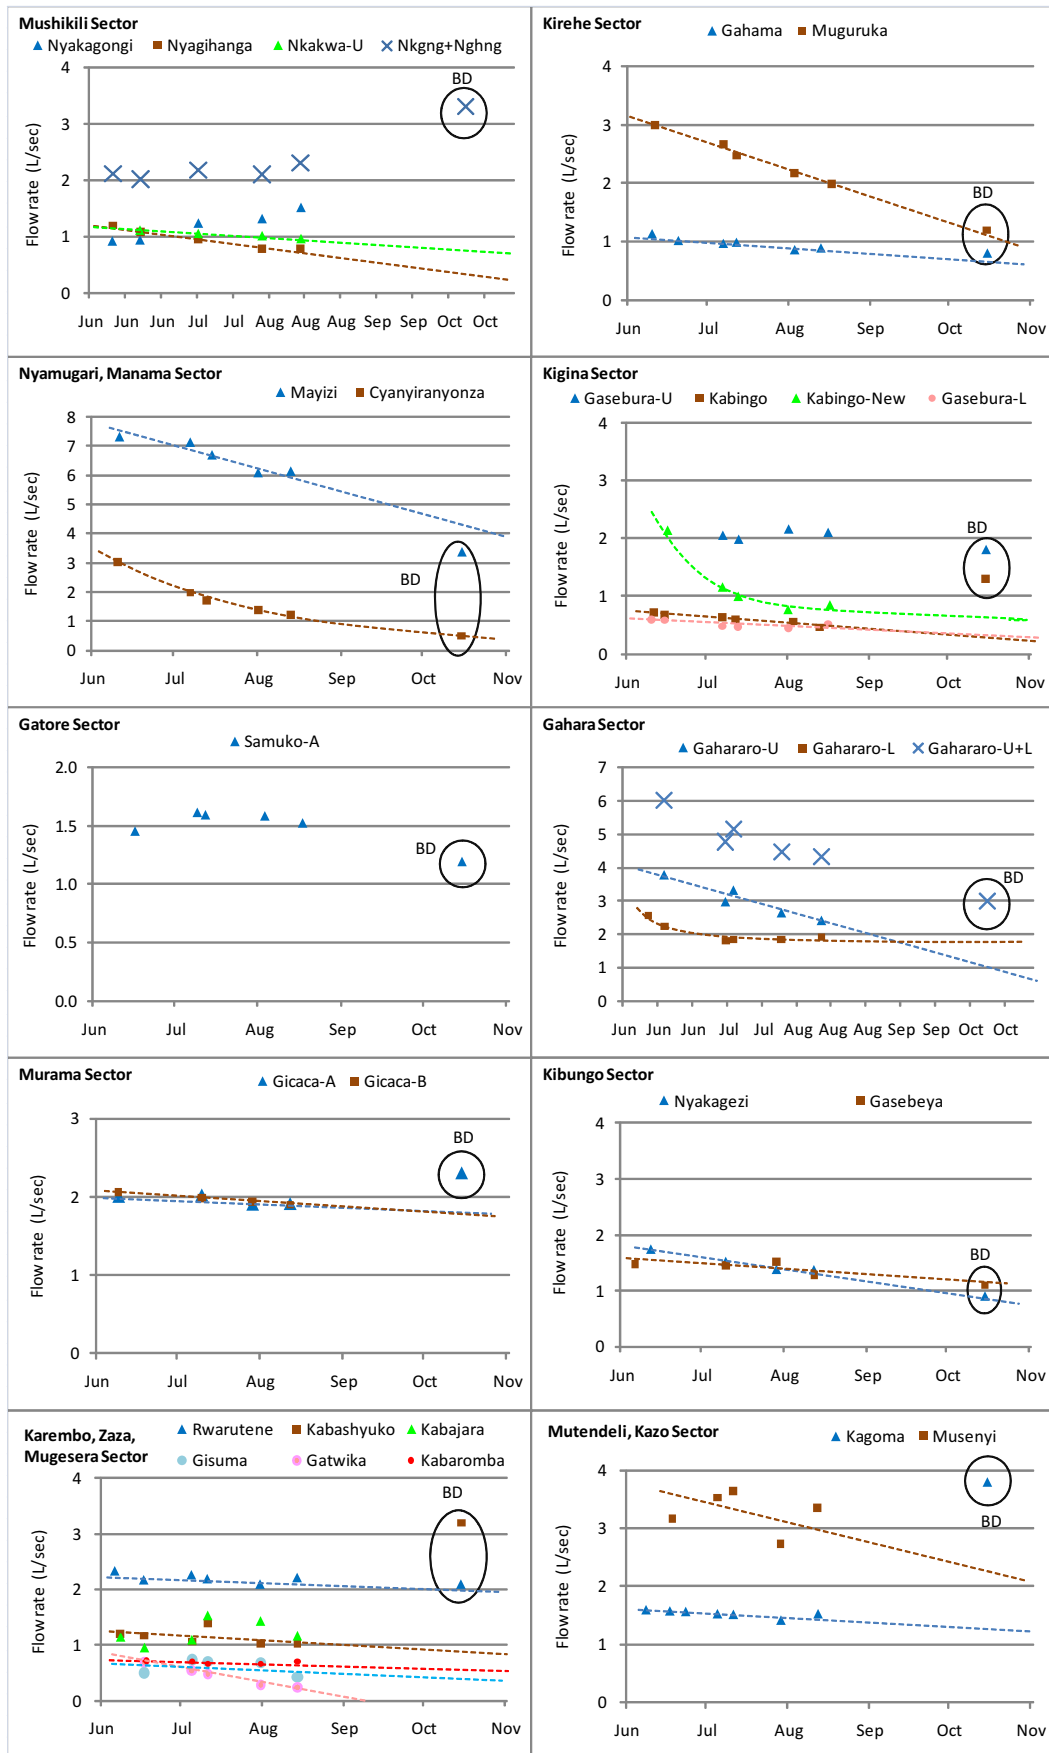 Mushikili Sector
Nyakagongi Nyagihanga Nkakwa-U Nkgng+Nghng
4
3
2
1
0
Flow rate (L/sec)
BD
Jun Jun Jun Jul Jul Aug Aug Aug Sep Sep Oct Oct
Kirehe Sector
Gahama Muguruka
4
3
2
1
0
Flow rate (L/sec)
BD
Jun Jul Aug Sep Oct Nov
Nyamugari, Manama Sector
Mayizi Cyanyiranyonza
8
7
6
5
4
3
2
1
0
Flow rate (L/sec)
BD
Jun Jul Aug Sep Oct Nov
Kigina Sector
Gasebura-U Kabingo Kabingo-New Gasebura-L
4
3
2
1
0
Flow rate (L/sec)
BD
Jun Jul Aug Sep Oct Nov
Gatore Sector
Samuko-A
2.0
1.5
1.0
0.5
0.0
Flow rate (L/sec)
BD
Jun Jul Aug Sep Oct Nov
Gahara Sector
Gahararo-U Gahararo-L Gahararo-U+L
7
6
5
4
3
2
1
0
Flow rate (L/sec)
BD
Jun Jun Jun Jul Jul Aug Aug Sep Sep Sep Oct Oct
Murama Sector
Gicaca-A Gicaca-B
3
2
1
0
Flow rate (L/sec)
BD
Jun Jul Aug Sep Oct Nov
Kibungo Sector
Nyakagezi Gasebeya
4
3
2
1
0
Flow rate (L/sec)
BD
Jun Jul Aug Sep Oct Nov
Karembo, Zaza,
Mugesera Sector
Rwarutene Kabashyuko Kabajara
Gisuma Gatwika Kabaromba
4
3
2
1
0
Flow rate (L/sec)
BD
Jun Jul Aug Sep Oct Nov
Mutendeli, Kazo Sector
Kagoma Musenyi
4
3
2
1
0
Flow rate (L/sec)
BD
Jun Jul Aug Sep Oct Nov